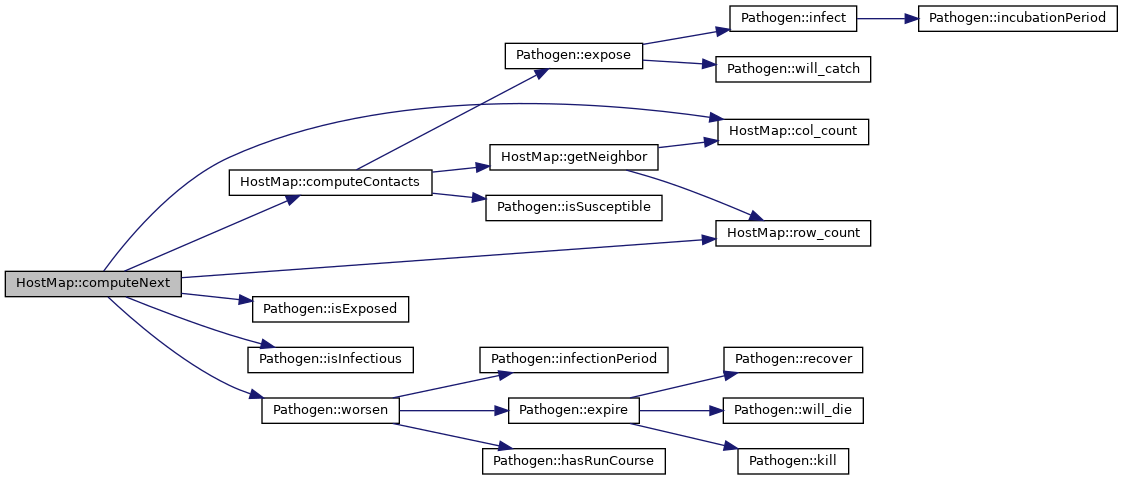 Pathogen::infect
Pathogen::incubationPeriod
Pathogen::expose
Pathogen::will_catch
HostMap::col_count
HostMap::getNeighbor
HostMap::computeContacts
Pathogen::isSusceptible
HostMap::row_count
HostMap::computeNext
Pathogen::isExposed
Pathogen::isInfectious
Pathogen::infectionPeriod
Pathogen::recover
Pathogen::worsen
Pathogen::expire
Pathogen::will_die
Pathogen::hasRunCourse
Pathogen::kill